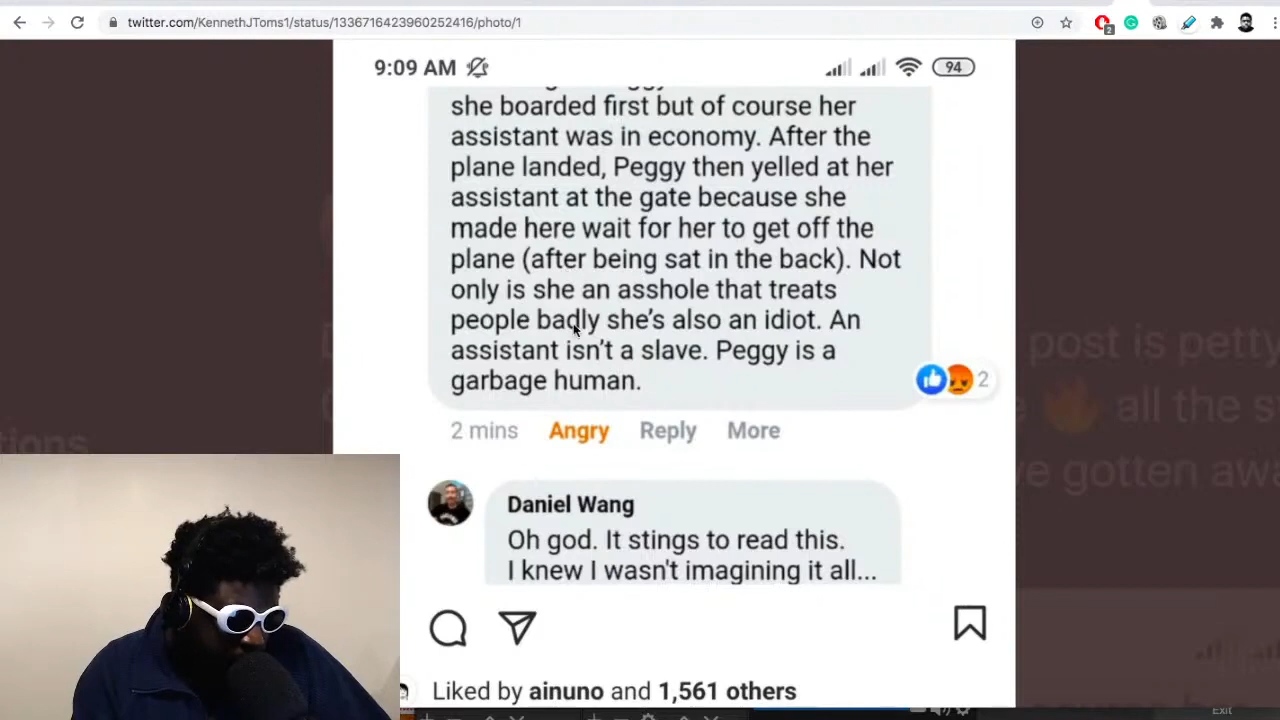 twitter.com/KennethJToms1/status/1336716423960252416/photo/1
2
9:09 AM
94
she boarded first but of course her
assistant was in economy. After the
plane landed, Peggy then yelled at her
assistant at the gate because she
made here wait for her to get off the
plane (after being sat in the back). Not
only is she an asshole that treats
people badly she's also an idiot. An
assistant isn't a slave. Peggy is a
garbage human.
2
2 mins Angry Reply More
Daniel Wang
Oh god. It stings to read this.
I knew I wasn't imagining it all...
Liked by ainuno and 1,561 others
post is petty
all the s
gotten awa
Exit